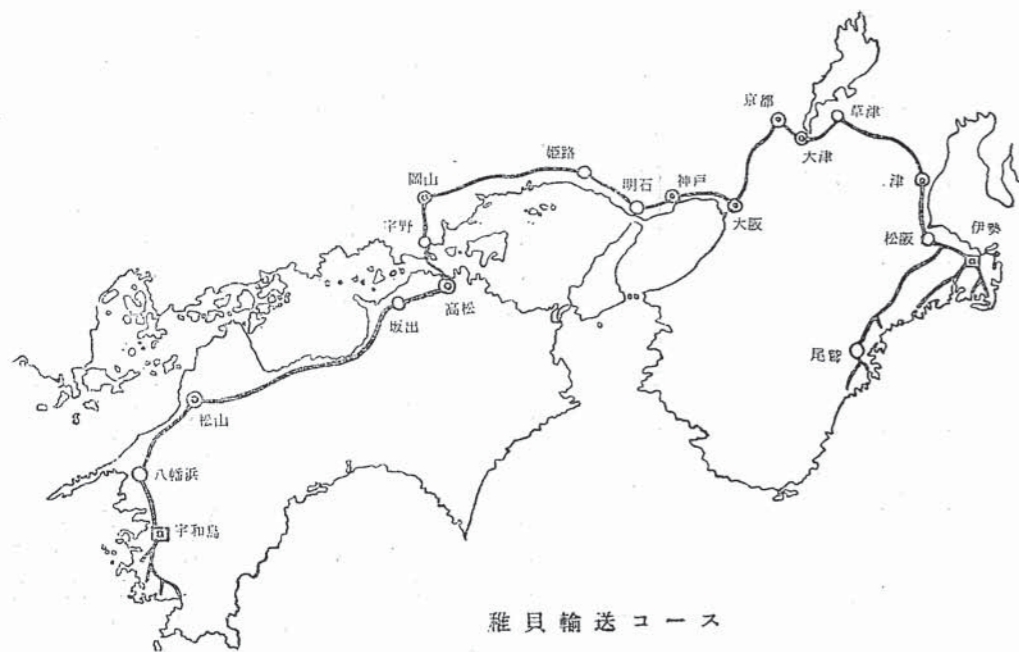 京都
草津
大津
姫路
明石
神戸
大阪
津
松阪
伊勢
岡山
宇野
高松
坂出
尾鷲
松山
八幡浜
宇和島
稚貝輸送コース